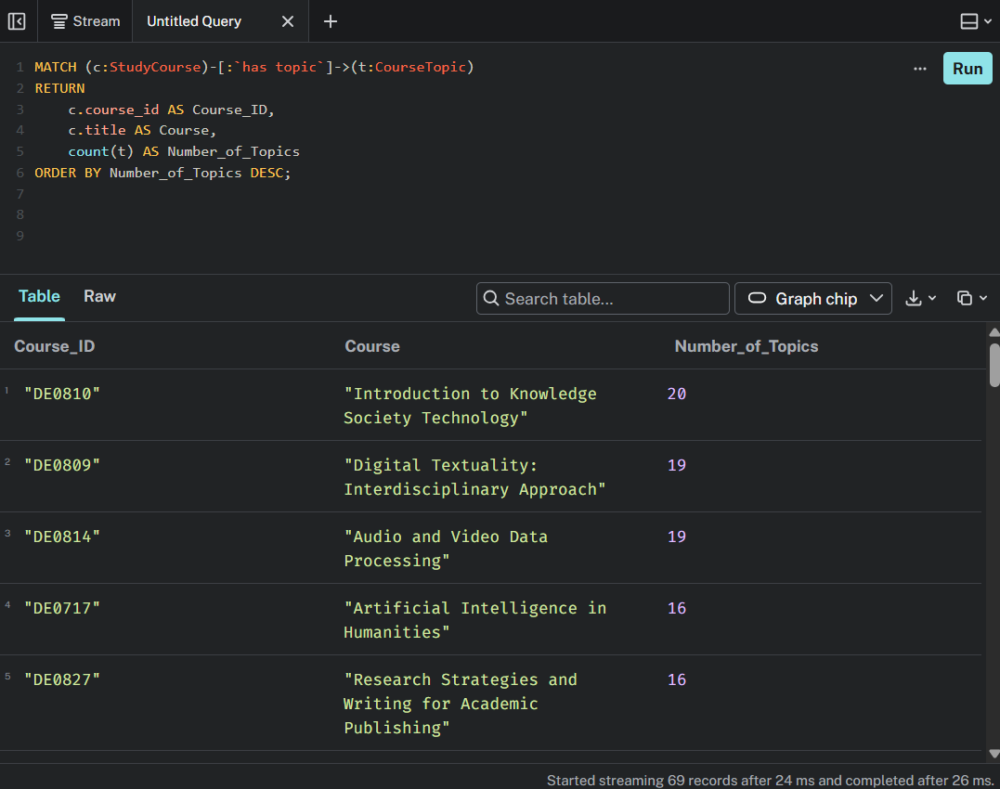 Stream
Untitled Query
1 MATCH (c:StudyCourse)-[:`has topic`]->(t:CourseTopic)
Run
2 RETURN
3 c.course_id AS Course_ID,
4 c.title AS Course,
5 count(t) AS Number_of_Topics
6 ORDER BY Number_of_Topics DESC;
7
8
9
Table Raw Search table... Graph chip
Course_ID Course Number_of_Topics
1 "DE0810" "Introduction to Knowledge 20
Society Technology"
2 "DE0809" "Digital Textuality: 19
Interdisciplinary Approach"
3 "DE0814" "Audio and Video Data 19
Processing"
4 "DE0717" "Artificial Intelligence in 16
Humanities"
5 "DE0827" "Research Strategies and 16
Writing for Academic
Publishing"
Started streaming 69 records after 24 ms and completed after 26 ms.